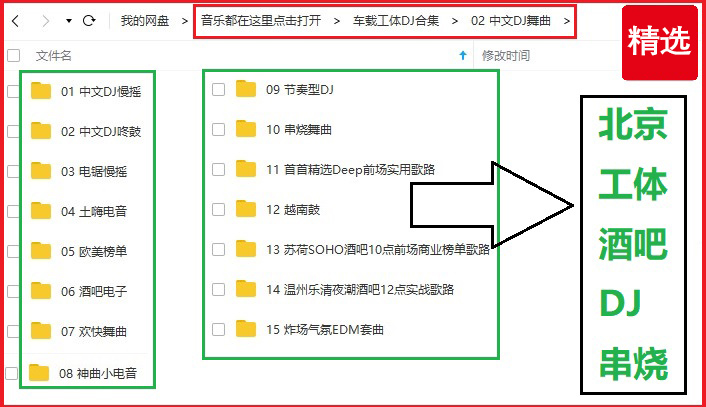 我的网盘 > 音乐都在这里点击打开 > 车载工体DJ合集 > 02 中文DJ舞曲 >
精选
文件名 修改时间
01 中文DJ慢摇
02 中文DJ咚鼓
03 电锯慢摇
04 土嗨电音
05 欧美榜单
06 酒吧电子
07 欢快舞曲
08 神曲小电音
09 节奏型DJ
10 串烧舞曲
11 首首精选Deep前场实用歌路
12 越南鼓
13 苏荷SOHO酒吧10点前场商业榜单歌路
14 温州乐清夜潮酒吧12点实战歌路
15 炸场气氛EDM套曲
北京
工体
酒吧
DJ
串烧